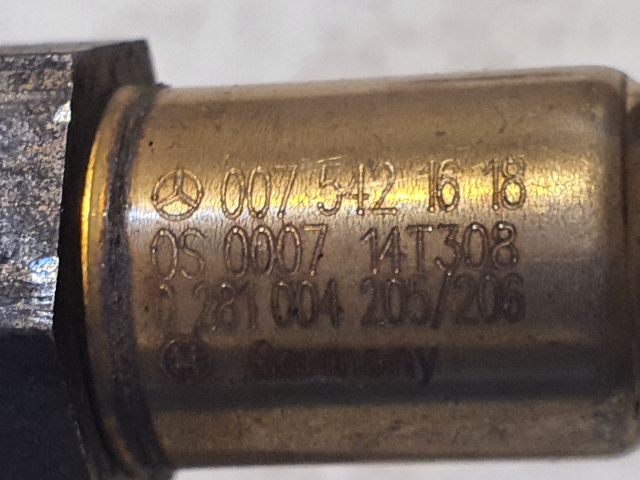 007 542 16 18
0S 0007 14T308
0 281 004 205/206
Germany